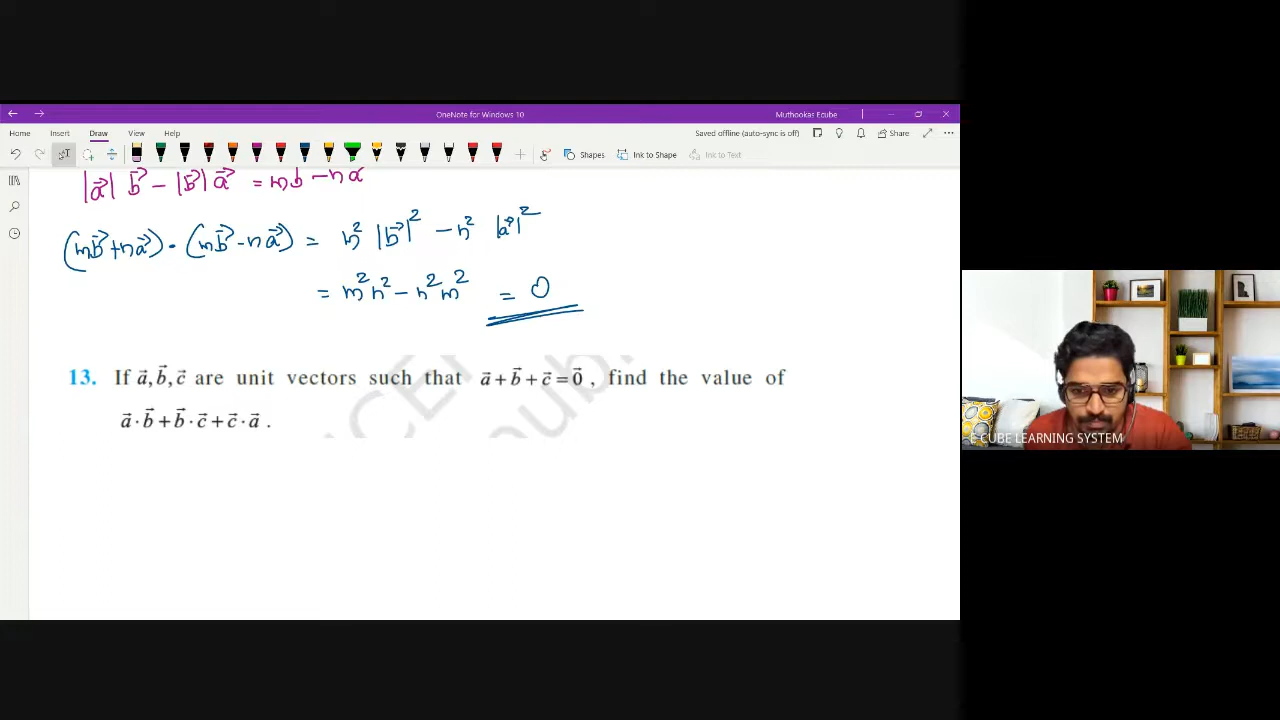 OneNote for Windows 10
Muthookas Ecube
Home Insert Draw View Help
Saved offline (auto-sync is off)
Share
Shapes
Ink to Shape
Ink to Text
|a⃗| b⃗ − |b⃗| a⃗ = mb − na
(mb⃗ + na⃗) · (mb⃗ − na⃗) = m² |b⃗|² − n² |a⃗|²
= m²n² − n²m² = 0
13. If a⃗, b⃗, c⃗ are unit vectors such that a⃗ + b⃗ + c⃗ = 0⃗ , find the value of
a⃗ · b⃗ + b⃗ · c⃗ + c⃗ · a⃗ .
E CUBE LEARNING SYSTEM